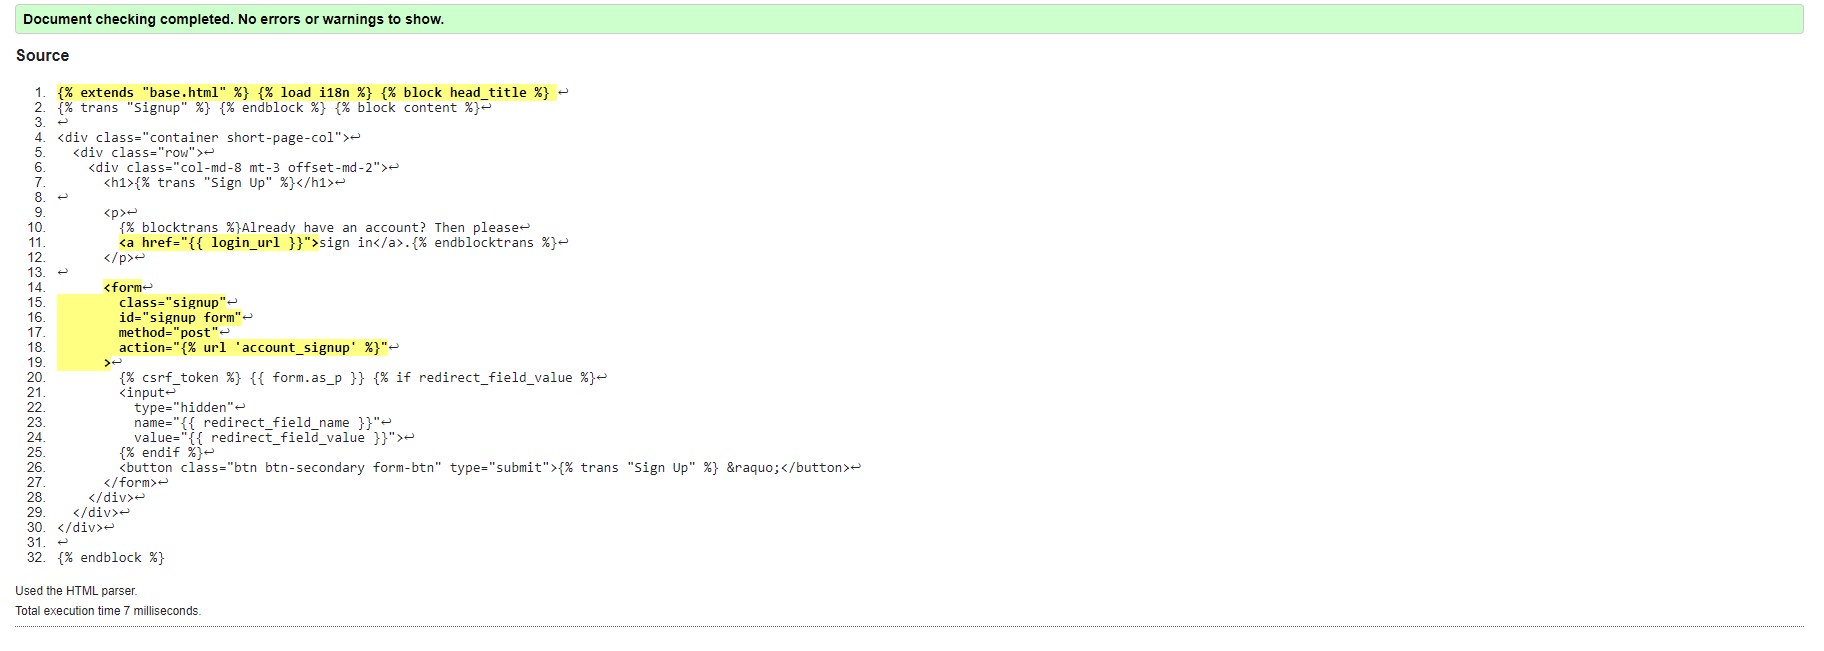 Document checking completed. No errors or warnings to show.
Source
1. {% extends "base.html" %} {% load i18n %} {% block head_title %} ↩
2. {% trans "Signup" %} {% endblock %} {% block content %}↩
3. ↩
4. <div class="container short-page-col">↩
5.   <div class="row">↩
6.     <div class="col-md-8 mt-3 offset-md-2">↩
7.       <h1>{% trans "Sign Up" %}</h1>↩
8. ↩
9.       <p>↩
10.         {% blocktrans %}Already have an account? Then please↩
11.         <a href="{{ login_url }}">sign in</a>.{% endblocktrans %}↩
12.       </p>↩
13. ↩
14.       <form↩
15.         class="signup"↩
16.         id="signup_form"↩
17.         method="post"↩
18.         action="{% url 'account_signup' %}"↩
19.       >↩
20.         {% csrf_token %} {{ form.as_p }} {% if redirect_field_value %}↩
21.         <input↩
22.           type="hidden"↩
23.           name="{{ redirect_field_name }}"↩
24.           value="{{ redirect_field_value }}">↩
25.         {% endif %}↩
26.         <button class="btn btn-secondary form-btn" type="submit">{% trans "Sign Up" %} &raquo;</button>↩
27.       </form>↩
28.     </div>↩
29.   </div>↩
30. </div>↩
31. ↩
32. {% endblock %}
Used the HTML parser.
Total execution time 7 milliseconds.